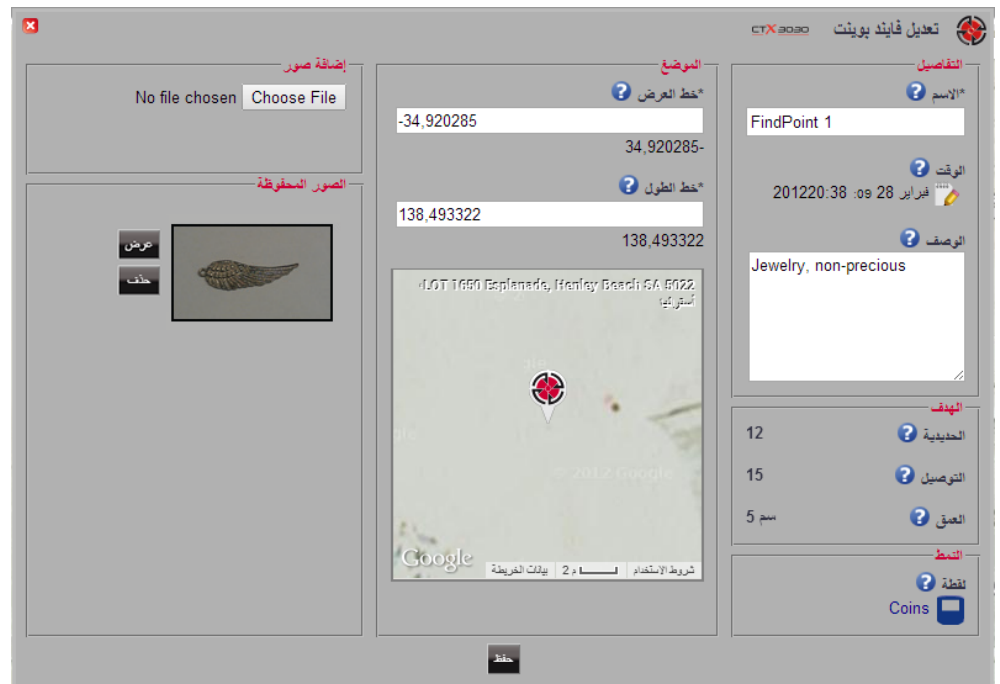 تعديل فايند بوينت CTX 3030
التفاصيل
*الاسم
FindPoint 1
الوقت
فبراير 28 ,09: 201220:38
الوصف
Jewelry, non-precious
الهدف
الحديدية 12
التوصيل 15
العمق 5 سم
النمط
نقطة
Coins
الموضع
*خط العرض
-34,920285
34,920285-
*خط الطول
138,493322
138,493322
LOT 1650 Esplanade, Henley Beach SA 5022،
أستراليا
© 2012 Google
Google
بيانات الخريطة 2 م شروط الاستخدام
إضافة صور
Choose File No file chosen
الصور المحفوظة
عرض
حذف
حفظ